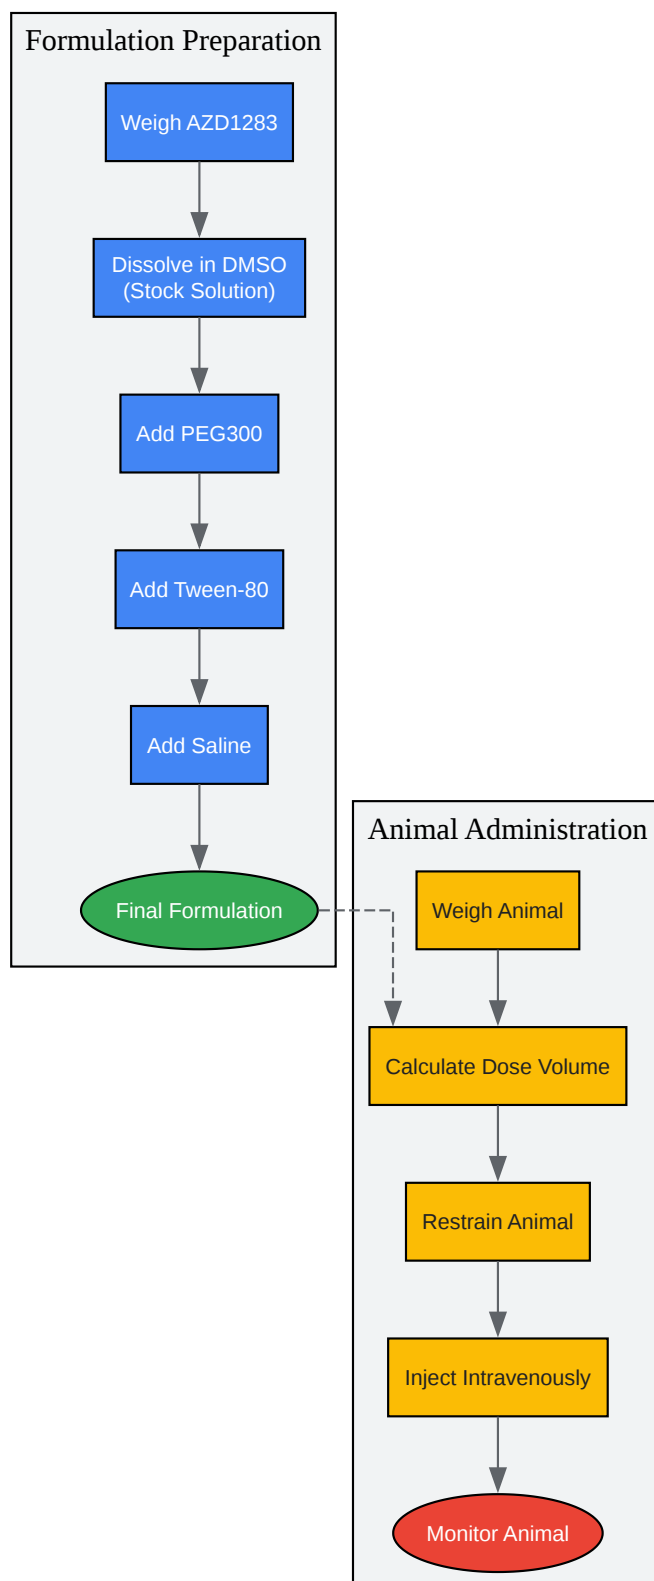 Formulation Preparation
Weigh AZD1283
Dissolve in DMSO
(Stock Solution)
Add PEG300
Add Tween-80
Add Saline
Final Formulation
Animal Administration
Weigh Animal
Calculate Dose Volume
Restrain Animal
Inject Intravenously
Monitor Animal